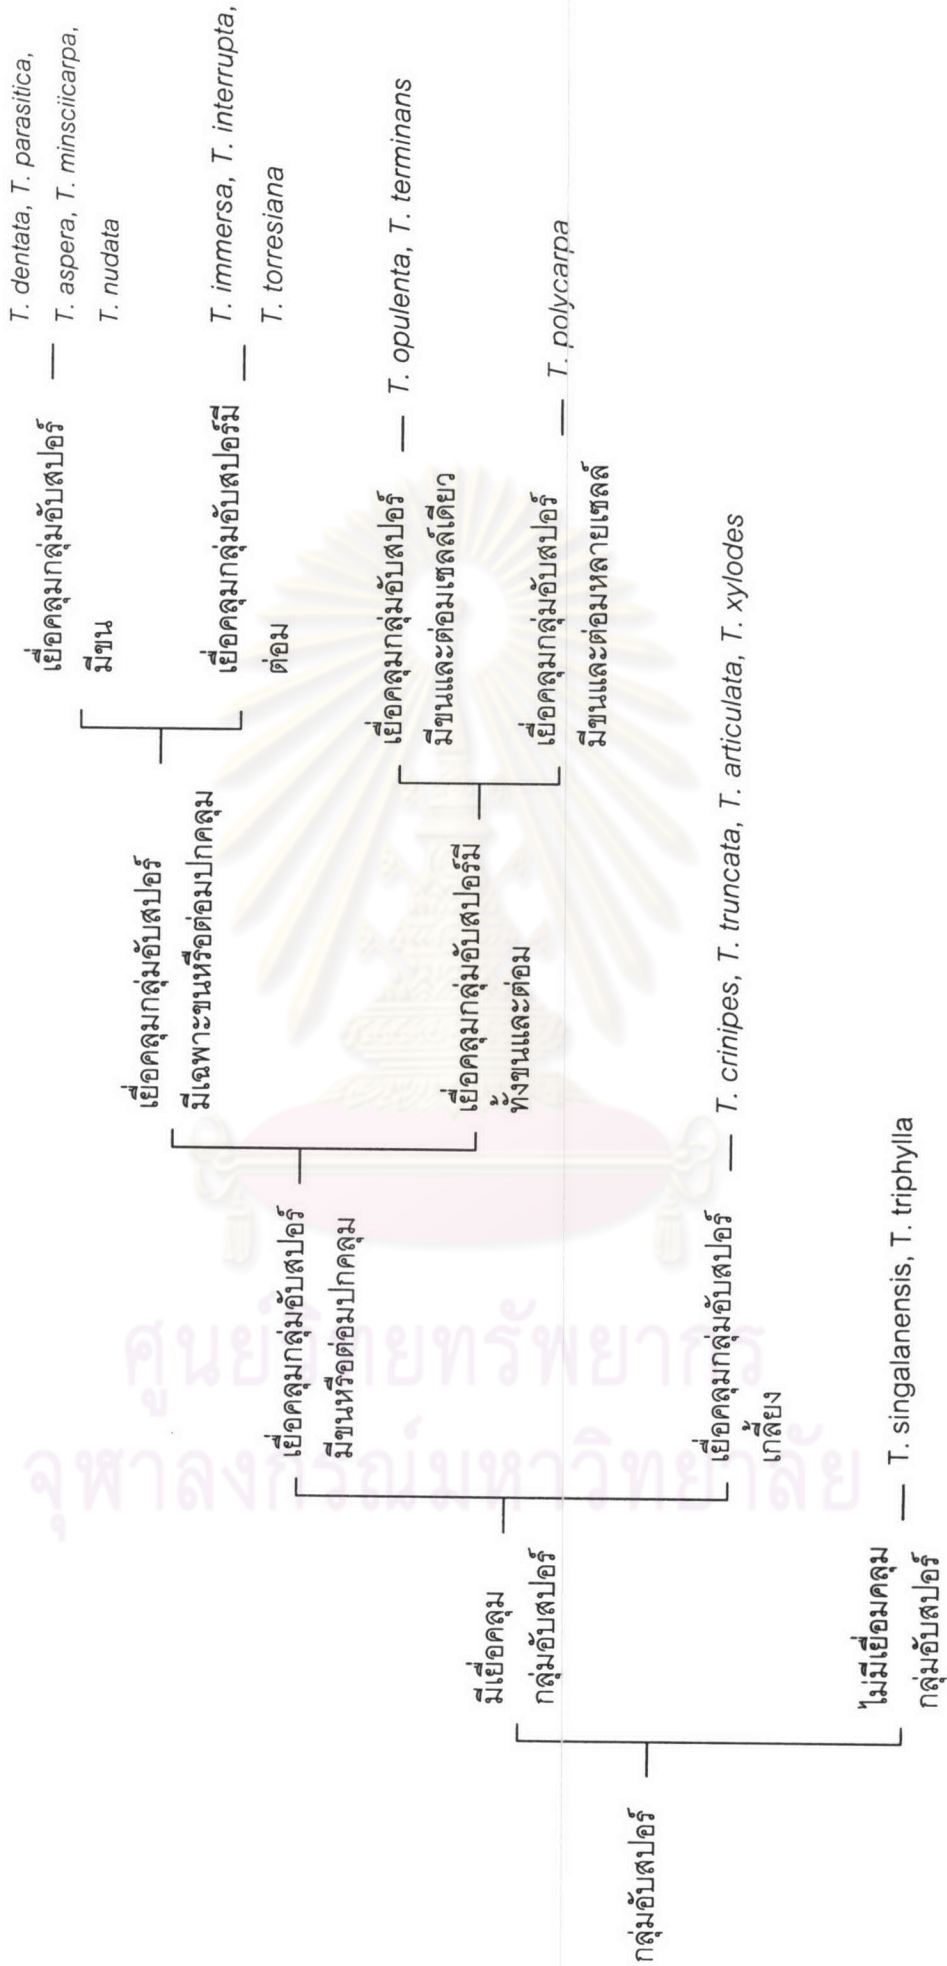 กลุ่มอับสปอร์
มีเยื่อคลุม
กลุ่มอับสปอร์
ไม่มีเยื่อมคลุม
กลุ่มอับสปอร์
T. singalanensis, T. triphylla
เยื่อคลุมกลุ่มอับสปอร์
มีขนหรือต่อมปกคลุม
เยื่อคลุมกลุ่มอับสปอร์
เกลี้ยง
T. crinipes, T. truncata, T. articulata, T. xylodes
เยื่อคลุมกลุ่มอับสปอร์
มีเฉพาะขนหรือต่อมปกคลุม
เยื่อคลุมกลุ่มอับสปอร์มี
ทั้งขนและต่อม
เยื่อคลุมกลุ่มอับสปอร์
มีขน
T. dentata, T. parasitica,
T. aspera, T. minsciicarpa,
T. nudata
เยื่อคลุมกลุ่มอับสปอร์มี
ต่อม
T. immersa, T. interrupta,
T. torresiana
เยื่อคลุมกลุ่มอับสปอร์
มีขนและต่อมเซลล์เดียว
T. opulenta, T. terminans
เยื่อคลุมกลุ่มอับสปอร์
มีขนและต่อมหลายเซลล์
T. polycarpa
ศูนย์วิทยทรัพยากร
จุฬาลงกรณ์มหาวิทยาลัย